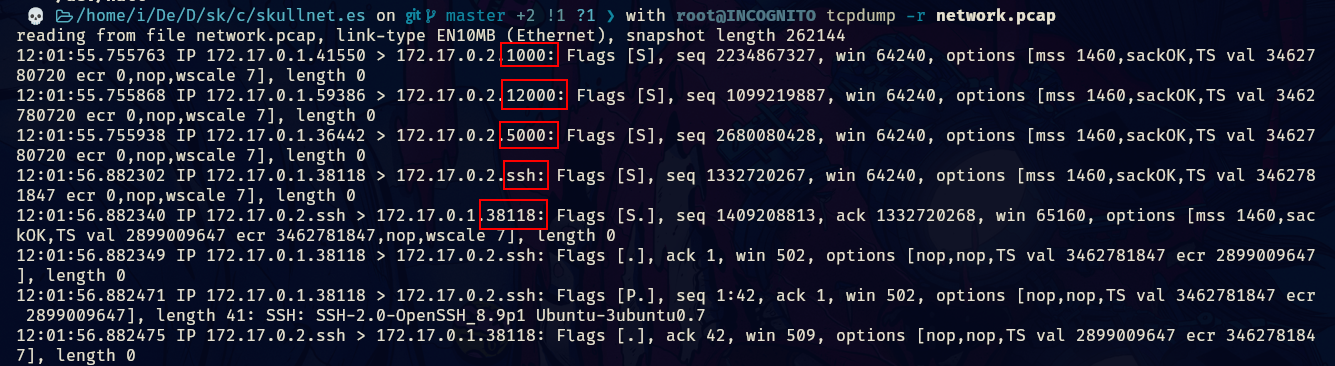 /home/i/De/D/sk/c/skullnet.es on git master +2 !1 ?1 ❯ with root@INCOGNITO tcpdump -r network.pcap
reading from file network.pcap, link-type EN10MB (Ethernet), snapshot length 262144
12:01:55.755763 IP 172.17.0.1.41550 > 172.17.0.2.1000: Flags [S], seq 2234867327, win 64240, options [mss 1460,sackOK,TS val 34627
80720 ecr 0,nop,wscale 7], length 0
12:01:55.755868 IP 172.17.0.1.59386 > 172.17.0.2.12000: Flags [S], seq 1099219887, win 64240, options [mss 1460,sackOK,TS val 3462
780720 ecr 0,nop,wscale 7], length 0
12:01:55.755938 IP 172.17.0.1.36442 > 172.17.0.2.5000: Flags [S], seq 2680080428, win 64240, options [mss 1460,sackOK,TS val 34627
80720 ecr 0,nop,wscale 7], length 0
12:01:56.882302 IP 172.17.0.1.38118 > 172.17.0.2.ssh: Flags [S], seq 1332720267, win 64240, options [mss 1460,sackOK,TS val 346278
1847 ecr 0,nop,wscale 7], length 0
12:01:56.882340 IP 172.17.0.2.ssh > 172.17.0.1.38118: Flags [S.], seq 1409208813, ack 1332720268, win 65160, options [mss 1460,sac
kOK,TS val 2899009647 ecr 3462781847,nop,wscale 7], length 0
12:01:56.882349 IP 172.17.0.1.38118 > 172.17.0.2.ssh: Flags [.], ack 1, win 502, options [nop,nop,TS val 3462781847 ecr 2899009647
], length 0
12:01:56.882471 IP 172.17.0.1.38118 > 172.17.0.2.ssh: Flags [P.], seq 1:42, ack 1, win 502, options [nop,nop,TS val 3462781847 ecr
2899009647], length 41: SSH: SSH-2.0-OpenSSH_8.9p1 Ubuntu-3ubuntu0.7
12:01:56.882475 IP 172.17.0.2.ssh > 172.17.0.1.38118: Flags [.], ack 42, win 509, options [nop,nop,TS val 2899009647 ecr 346278184
7], length 0